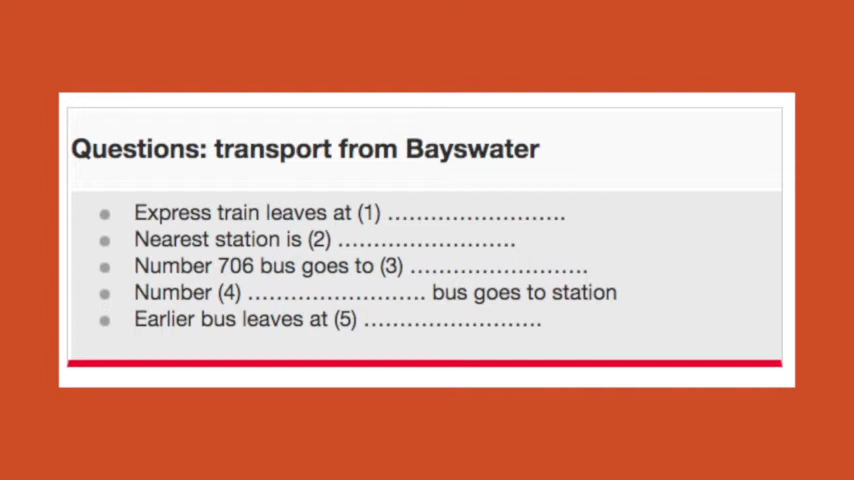 Questions: transport from Bayswater
Express train leaves at (1) ............................
Nearest station is (2) ............................
Number 706 bus goes to (3) ............................
Number (4) ............................ bus goes to station
Earlier bus leaves at (5) ............................